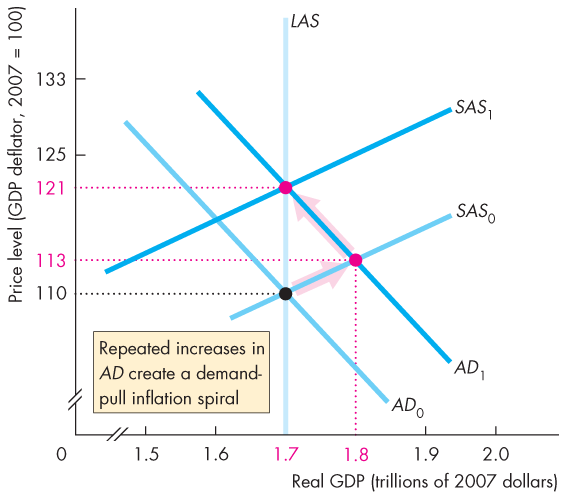 Price level (GDP deflator, 2007 = 100)
LAS
133
SAS1
125
121
SAS0
113
110
Repeated increases in
AD create a demand-
pull inflation spiral
AD1
AD0
0 1.5 1.6 1.7 1.8 1.9 2.0
Real GDP (trillions of 2007 dollars)